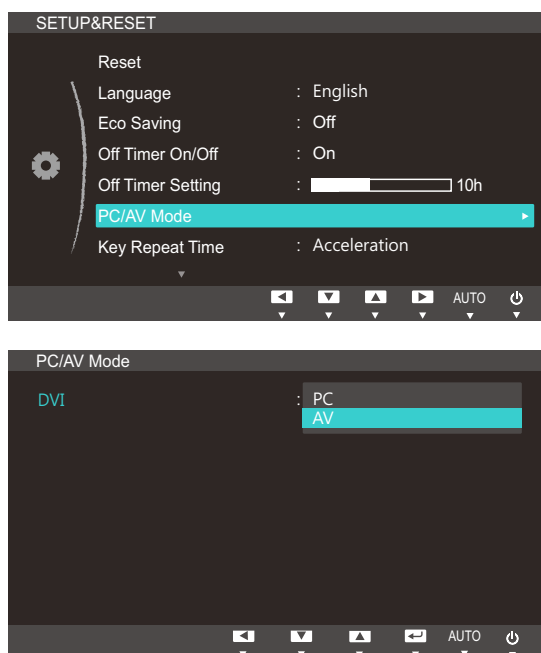 SETUP&RESET
Reset
Language : English
Eco Saving : Off
Off Timer On/Off : On
Off Timer Setting : 10h
PC/AV Mode
Key Repeat Time : Acceleration
AUTO
PC/AV Mode
DVI : PC
AV
AUTO